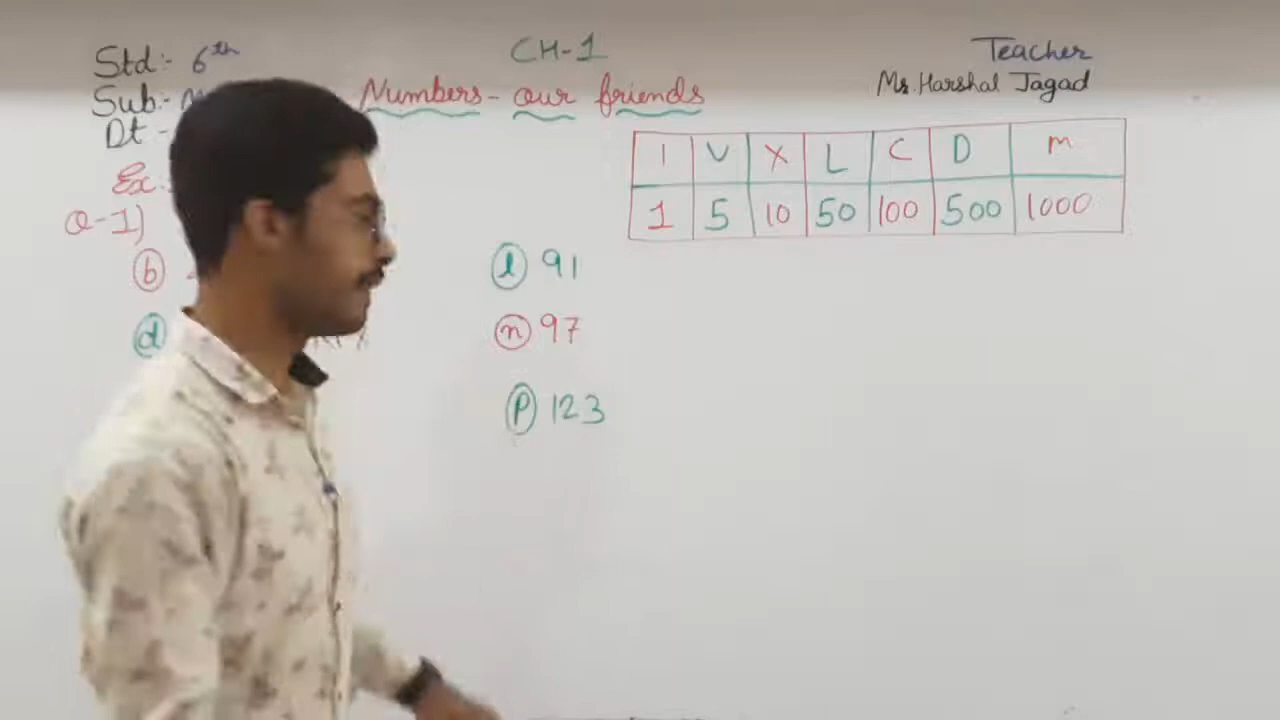 Std:- 6th
CH-1
Teacher
Mr. Harshal Jagad
Sub:-
Numbers - our friends
Dt -
I V X L C D M
1 5 10 50 100 500 1000
Ex.
Q-1)
(b)
(l) 91
(d)
(n) 97
(p) 123